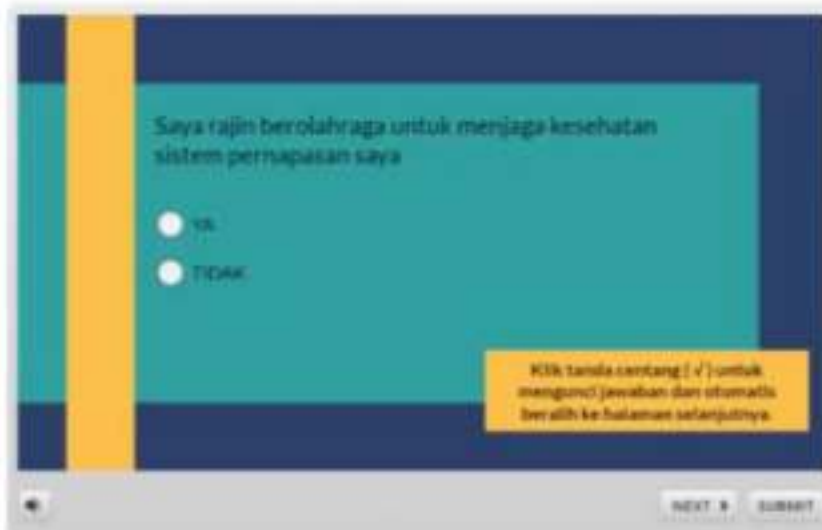 Saya rajin berolahraga untuk menjaga kesehatan
sistem pernapasan saya
YA
TIDAK
Klik tanda centang ( √ ) untuk
mengunci jawaban dan otomatis
beralih ke halaman selanjutnya.
NEXT
SUBMIT